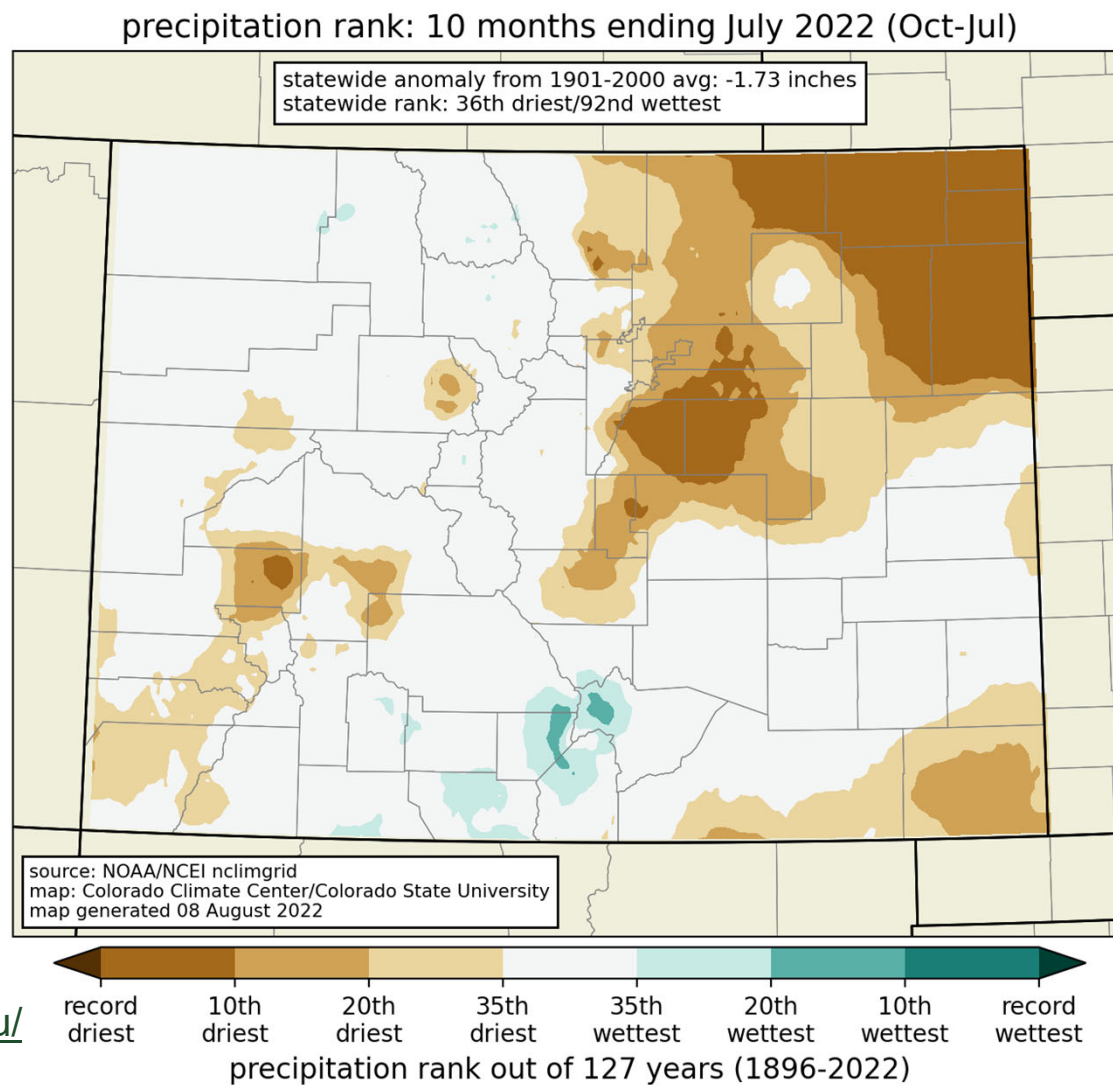 precipitation rank: 10 months ending July 2022 (Oct-Jul)
statewide anomaly from 1901-2000 avg: -1.73 inches
statewide rank: 36th driest/92nd wettest
source: NOAA/NCEI nclimgrid
map: Colorado Climate Center/Colorado State University
map generated 08 August 2022
u/
record driest
10th driest
20th driest
35th driest
35th wettest
20th wettest
10th wettest
record wettest
precipitation rank out of 127 years (1896-2022)